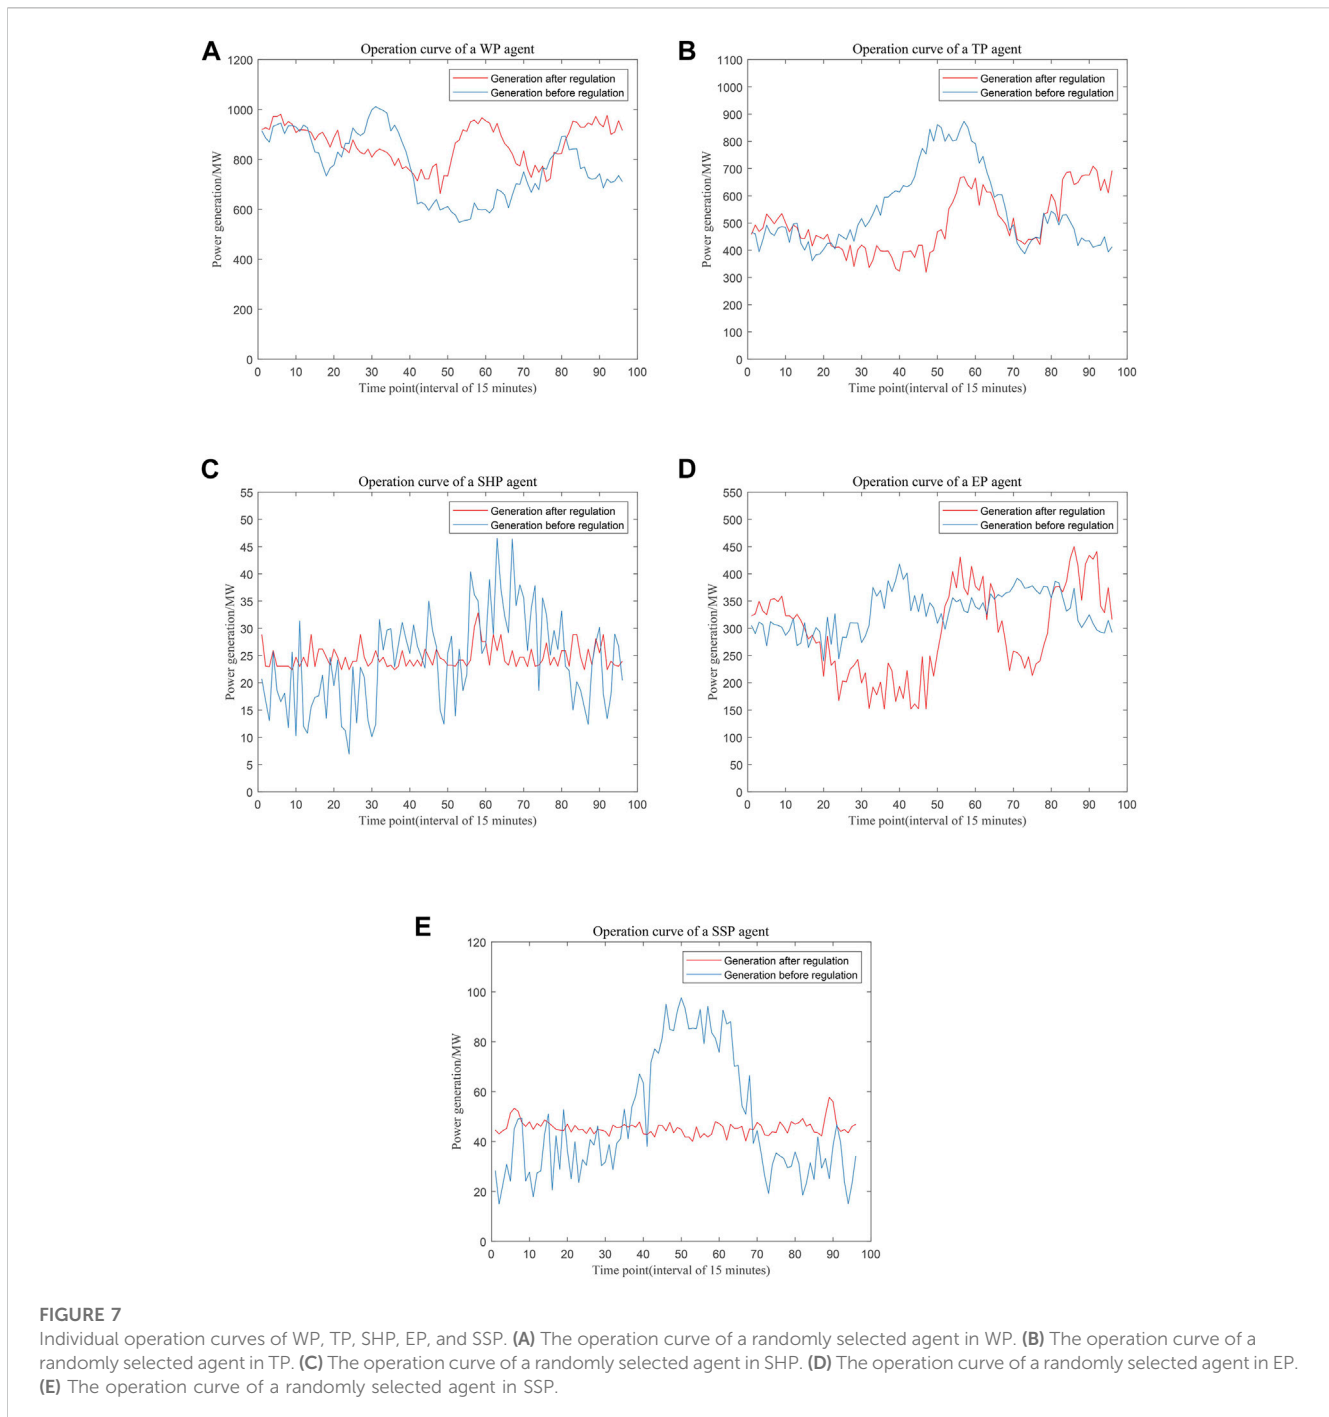 A
Operation curve of a WP agent
1200
1000
800
600
400
200
0
Power generation/MW
Generation after regulation
Generation before regulation
0 10 20 30 40 50 60 70 80 90 100
Time point(interval of 15 minutes)
B
Operation curve of a TP agent
1100
1000
900
800
700
600
500
400
300
200
100
0
Power generation/MW
Generation after regulation
Generation before regulation
0 10 20 30 40 50 60 70 80 90 100
Time point(interval of 15 minutes)
C
Operation curve of a SHP agent
55
50
45
40
35
30
25
20
15
10
5
0
Power generation/MW
Generation after regulation
Generation before regulation
0 10 20 30 40 50 60 70 80 90 100
Time point(interval of 15 minutes)
D
Operation curve of a EP agent
550
500
450
400
350
300
250
200
150
100
50
0
Power generation/MW
Generation after regulation
Generation before regulation
0 10 20 30 40 50 60 70 80 90 100
Time point(interval of 15 minutes)
E
Operation curve of a SSP agent
120
100
80
60
40
20
0
Power generation/MW
Generation after regulation
Generation before regulation
0 10 20 30 40 50 60 70 80 90 100
Time point(interval of 15 minutes)
FIGURE 7
Individual operation curves of WP, TP, SHP, EP, and SSP. (A) The operation curve of a randomly selected agent in WP. (B) The operation curve of a
randomly selected agent in TP. (C) The operation curve of a randomly selected agent in SHP. (D) The operation curve of a randomly selected agent in EP.
(E) The operation curve of a randomly selected agent in SSP.